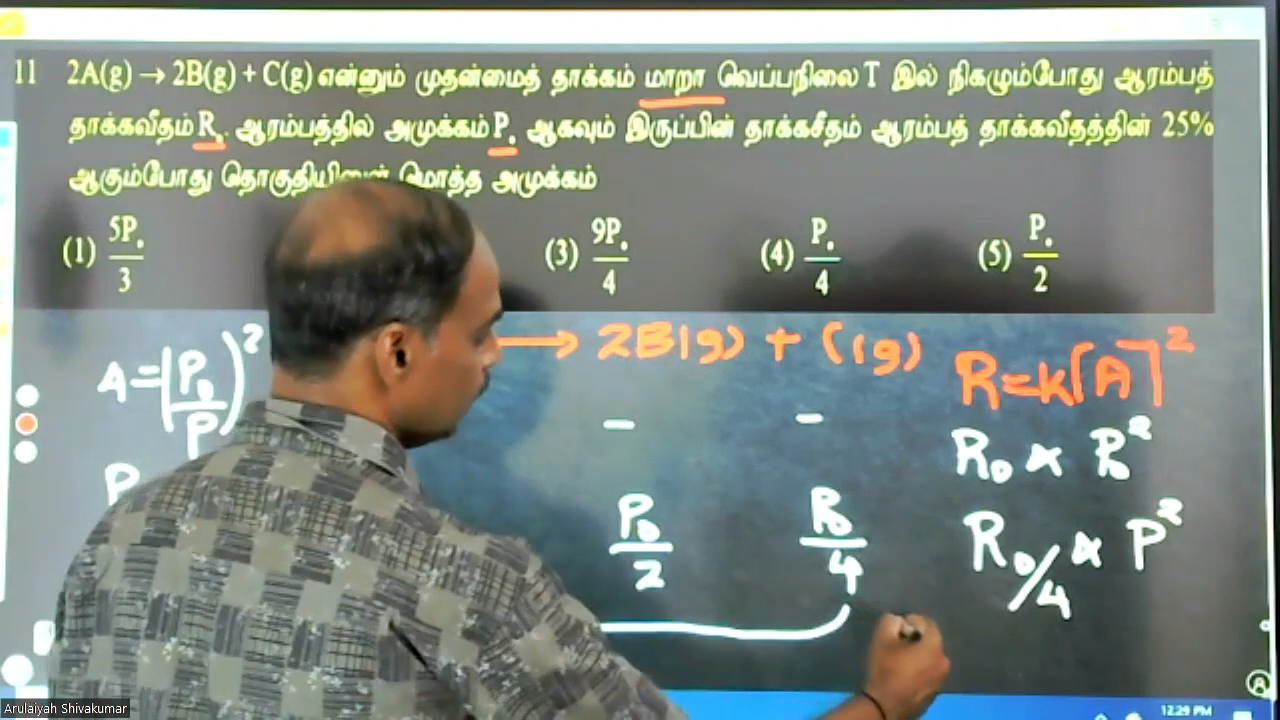 11 2A(g) → 2B(g) + C(g) என்னும் முதன்மைத் தாக்கம் மாறா வெப்பநிலை T இல் நிகழும்போது ஆரம்பத்
தாக்கவீதம் R₀. ஆரம்பத்தில் அமுக்கம் P₀ ஆகவும் இருப்பின் தாக்கசீதம் ஆரம்பத் தாக்கவீதத்தின் 25%
ஆகும்போது தொகுதியினுள் மொத்த அமுக்கம்
(1) 5P₀/3 (3) 9P₀/4 (4) P₀/4 (5) P₀/2
→ 2B(g) + C(g) R=k[A]²
A=(P₀/P)² - - R₀ ∝ P₀²
P P₀/2 P₀/4 R₀/4 ∝ P²
Arulaiyah Shivakumar
12:29 PM